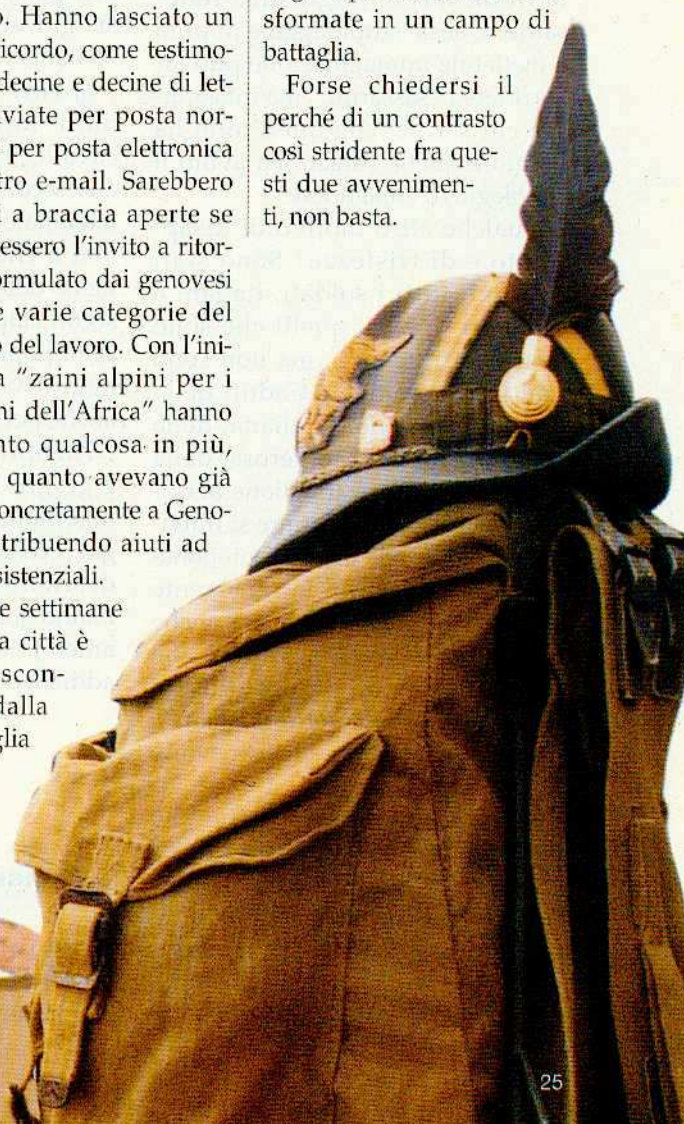 o. Hanno lasciato un
icordo, come testimo-
decine e decine di let-
viate per posta nor-
per posta elettronica
tro e-mail. Sarebbero
i a braccia aperte se
essero l'invito a ritor-
ormulato dai genovesi
e varie categorie del
o del lavoro. Con l'ini-
a "zaini alpini per i
ni dell'Africa" hanno
nto qualcosa in più,
quanto avevano già
oncretamente a Geno-
tribuendo aiuti ad
sistenziali.
e settimane
a città è
scon-
dalla
glia
sformate in un campo di
battaglia.
Forse chiedersi il
perché di un contrasto
così stridente fra que-
sti due avvenimen-
ti, non basta.
25